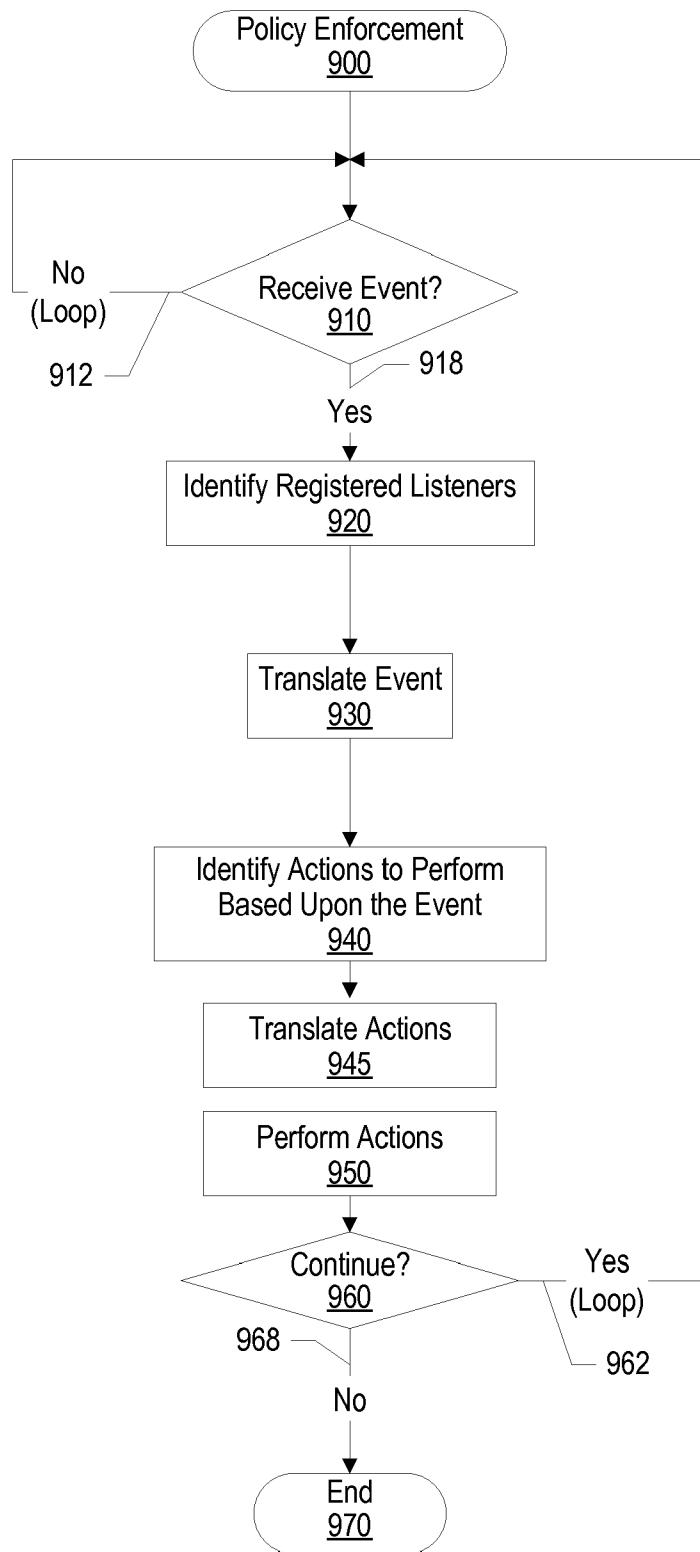 Policy Enforcement
900
Receive Event?
910
No
(Loop)
912
918
Yes
Identify Registered Listeners
920
Translate Event
930
Identify Actions to Perform
Based Upon the Event
940
Translate Actions
945
Perform Actions
950
Continue?
960
Yes
(Loop)
962
968
No
End
970